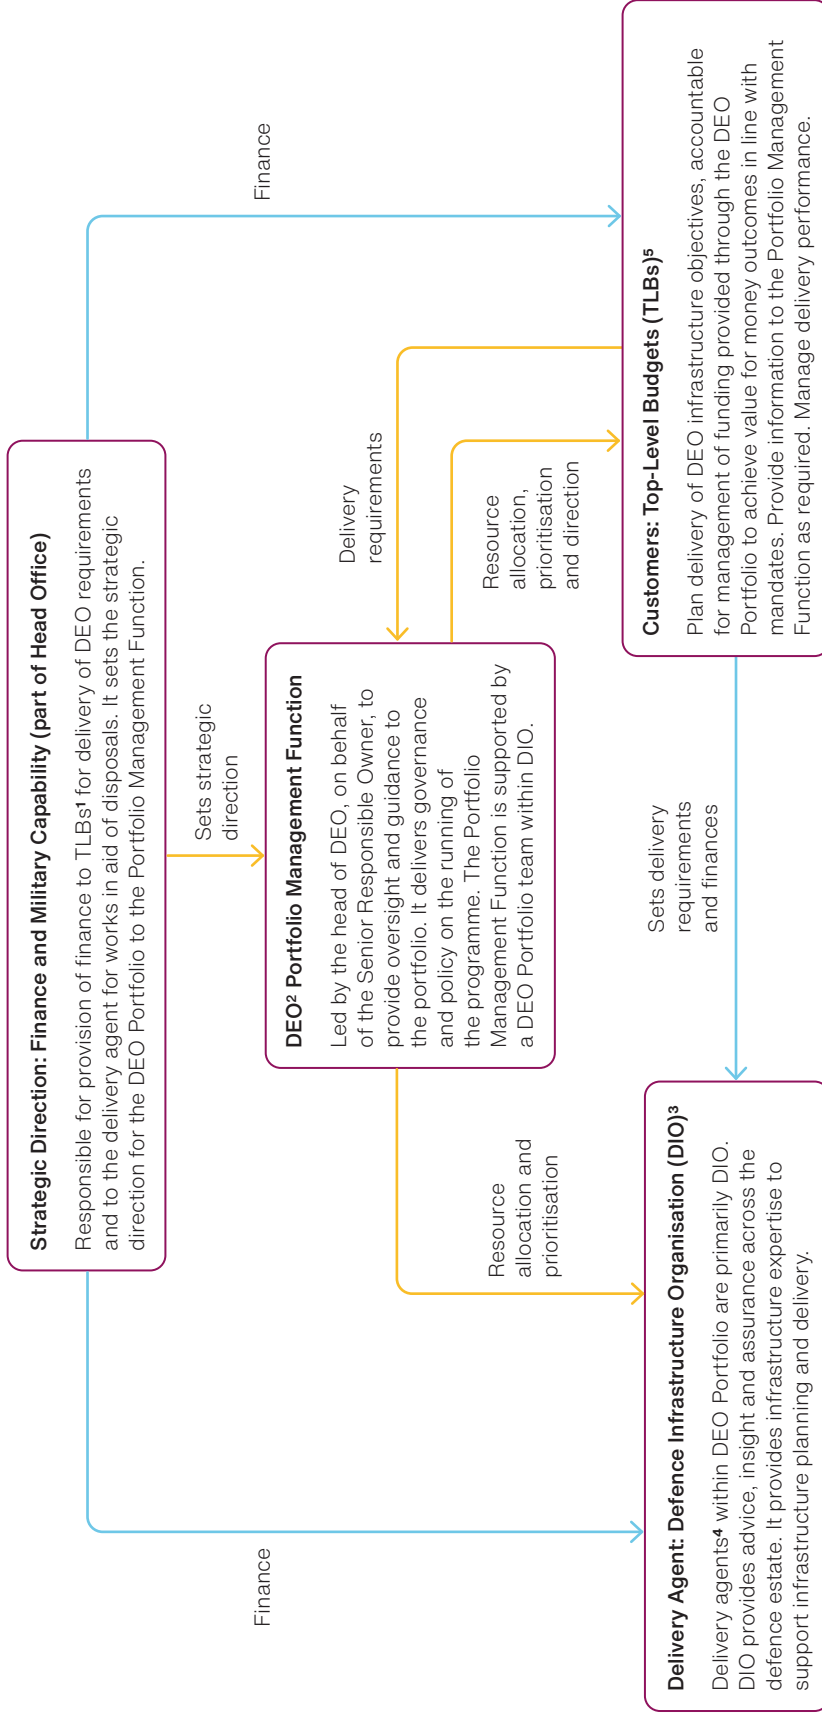 Strategic Direction: Finance and Military Capability (part of Head Office)
Responsible for provision of finance to TLBs¹ for delivery of DEO requirements
and to the delivery agent for works in aid of disposals. It sets the strategic
direction for the DEO Portfolio to the Portfolio Management Function.
Finance
Sets strategic
direction
Finance
DEO² Portfolio Management Function
Led by the head of DEO, on behalf
of the Senior Responsible Owner, to
provide oversight and guidance to
the portfolio. It delivers governance
and policy on the running of
the programme. The Portfolio
Management Function is supported by
a DEO Portfolio team within DIO.
Delivery
requirements
Resource
allocation,
prioritisation
and direction
Resource
allocation and
prioritisation
Delivery Agent: Defence Infrastructure Organisation (DIO)³
Delivery agents⁴ within DEO Portfolio are primarily DIO.
DIO provides advice, insight and assurance across the
defence estate. It provides infrastructure expertise to
support infrastructure planning and delivery.
Sets delivery
requirements
and finances
Customers: Top-Level Budgets (TLBs)⁵
Plan delivery of DEO infrastructure objectives, accountable
for management of funding provided through the DEO
Portfolio to achieve value for money outcomes in line with
mandates. Provide information to the Portfolio Management
Function as required. Manage delivery performance.